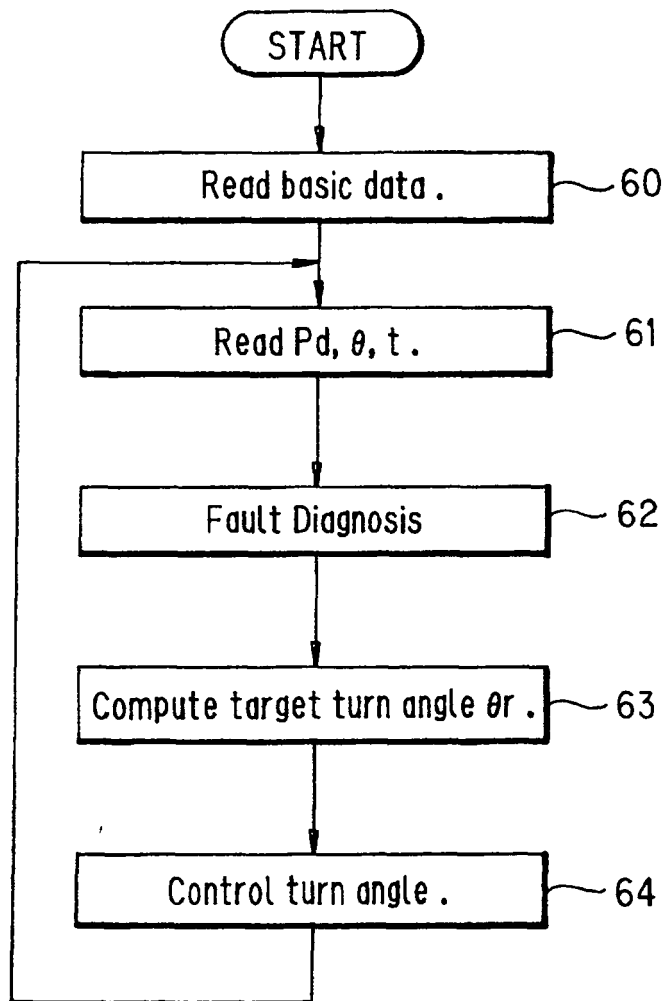 START
Read basic data .
60
Read Pd, θ, t .
61
Fault Diagnosis
62
Compute target turn angle θr .
63
Control turn angle .
64